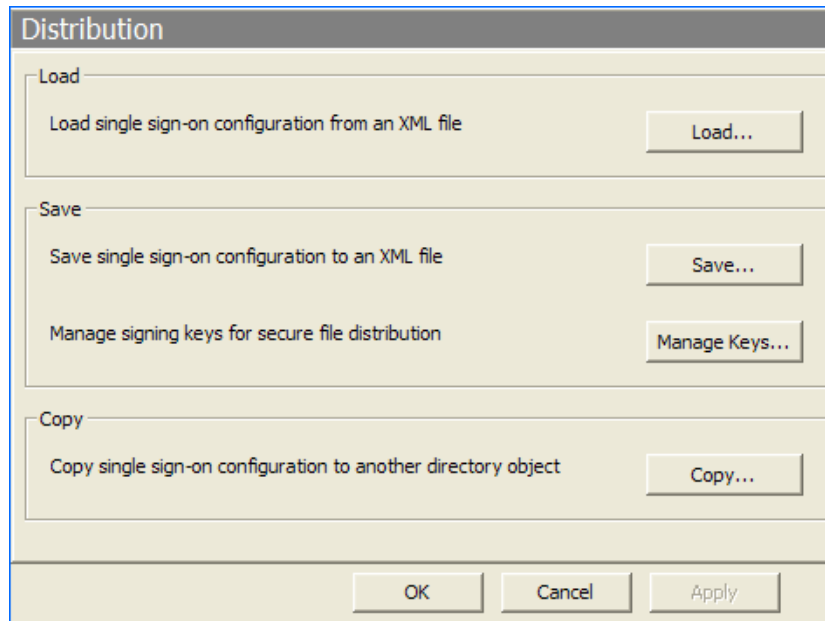 Distribution
Load
Load single sign-on configuration from an XML file
Load...
Save
Save single sign-on configuration to an XML file
Save...
Manage signing keys for secure file distribution
Manage Keys...
Copy
Copy single sign-on configuration to another directory object
Copy...
OK
Cancel
Apply